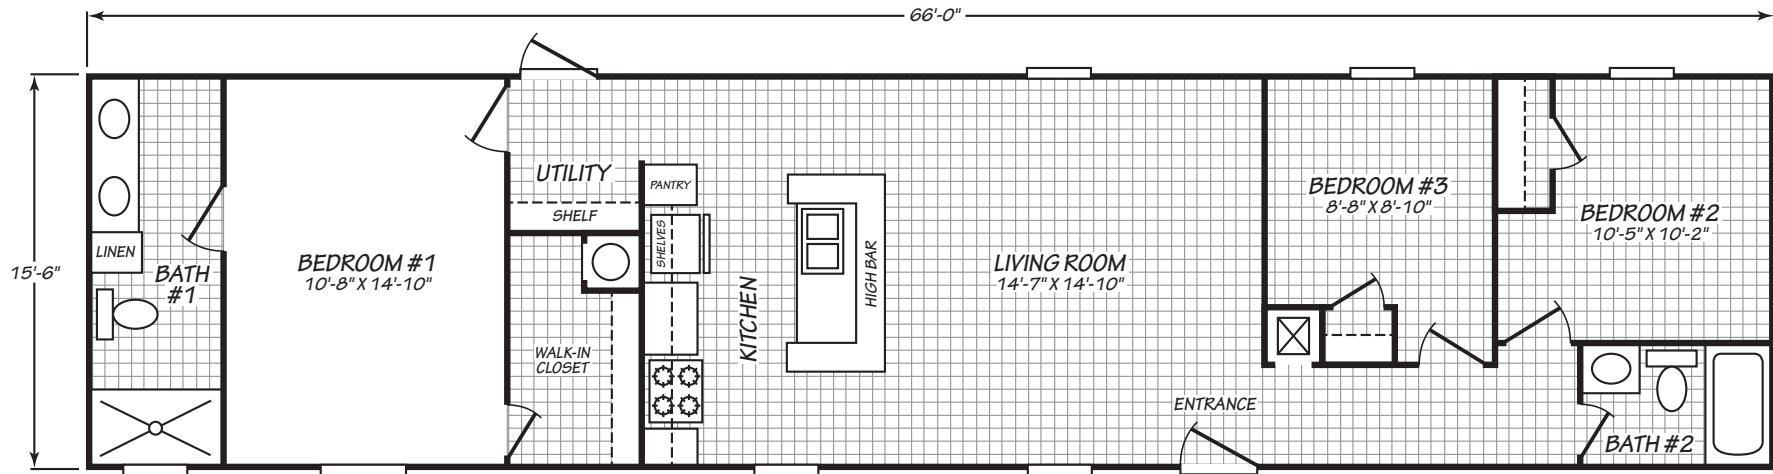 66'-0"
15'-6"
LINEN
BATH
#1
BEDROOM #1
10'-8" X 14'-10"
UTILITY
SHELF
WALK-IN
CLOSET
PANTRY
SHELVES
KITCHEN
HIGH BAR
LIVING ROOM
14'-7" X 14'-10"
ENTRANCE
BEDROOM #3
8'-8" X 8'-10"
BEDROOM #2
10'-5" X 10'-2"
BATH #2